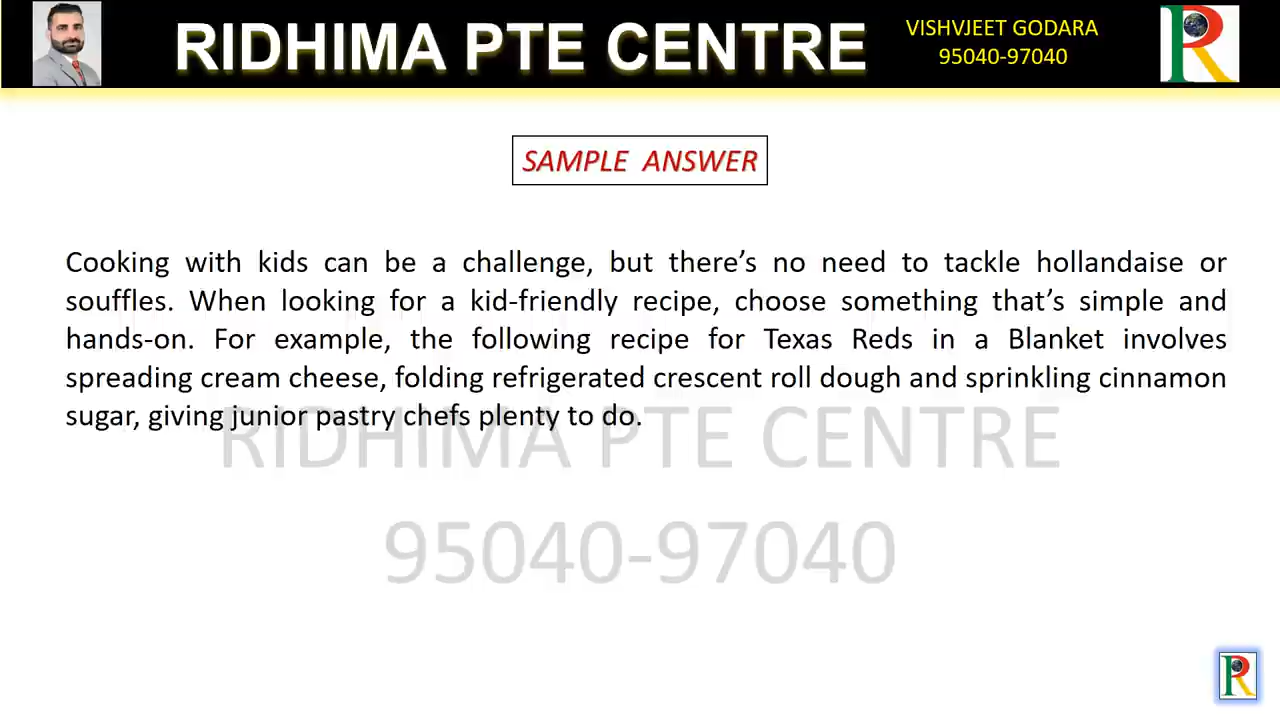 RIDHIMA PTE CENTRE
VISHVJEET GODARA
95040-97040
SAMPLE ANSWER
Cooking with kids can be a challenge, but there’s no need to tackle hollandaise or
souffles. When looking for a kid-friendly recipe, choose something that’s simple and
hands-on. For example, the following recipe for Texas Reds in a Blanket involves
spreading cream cheese, folding refrigerated crescent roll dough and sprinkling cinnamon
sugar, giving junior pastry chefs plenty to do.
RIDHIMA PTE CENTRE
95040-97040